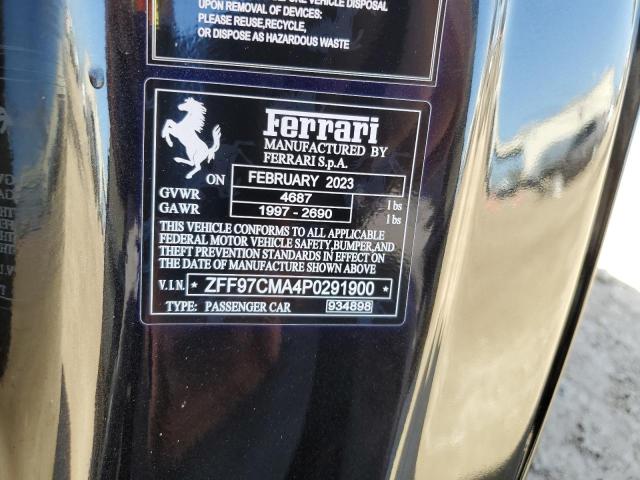 VEHICLE DISPOSAL
UPON REMOVAL OF DEVICES:
PLEASE REUSE,RECYCLE,
OR DISPOSE AS HAZARDOUS WASTE
Ferrari
MANUFACTURED BY
FERRARI S.p.A.
ON FEBRUARY 2023
GVWR 4687 lbs
GAWR 1997 - 2690 lbs
THIS VEHICLE CONFORMS TO ALL APPLICABLE
FEDERAL MOTOR VEHICLE SAFETY,BUMPER,AND
THEFT PREVENTION STANDARDS IN EFFECT ON
THE DATE OF MANUFACTURE SHOWN ABOVE
V.I.N. * ZFF97CMA4P0291900 *
TYPE: PASSENGER CAR 934898